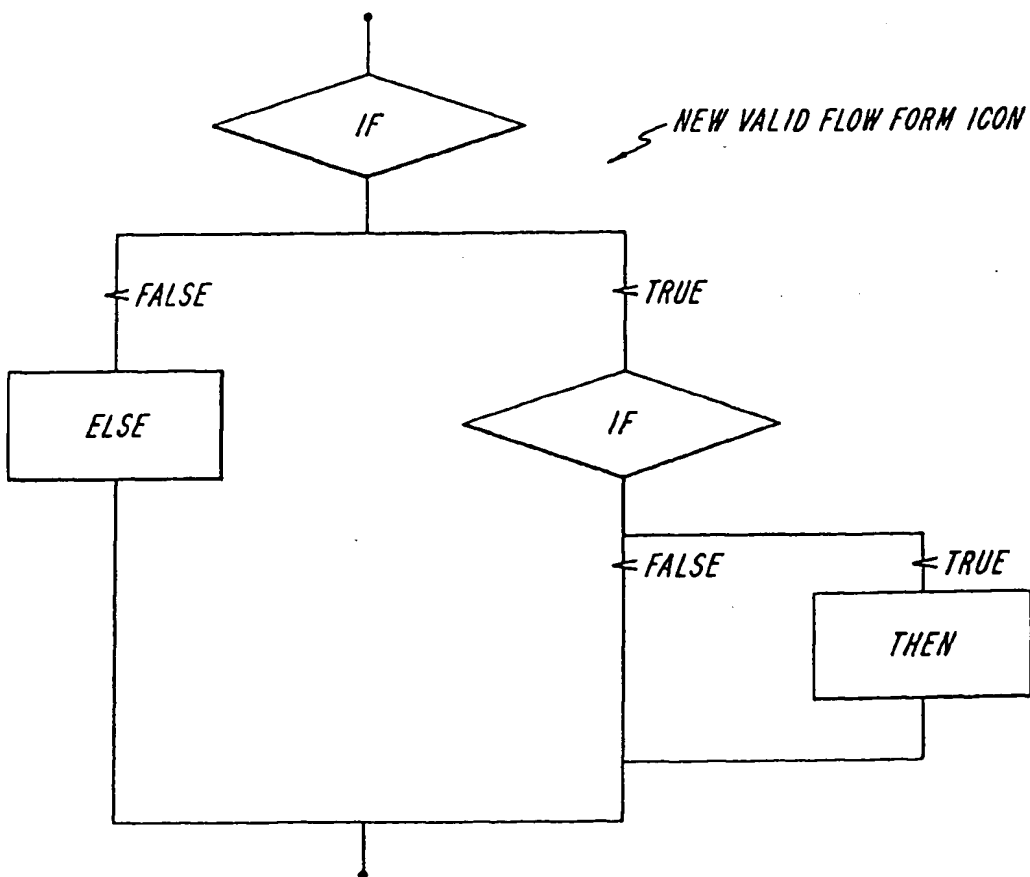 IF
NEW VALID FLOW FORM ICON
FALSE
TRUE
ELSE
IF
FALSE
TRUE
THEN